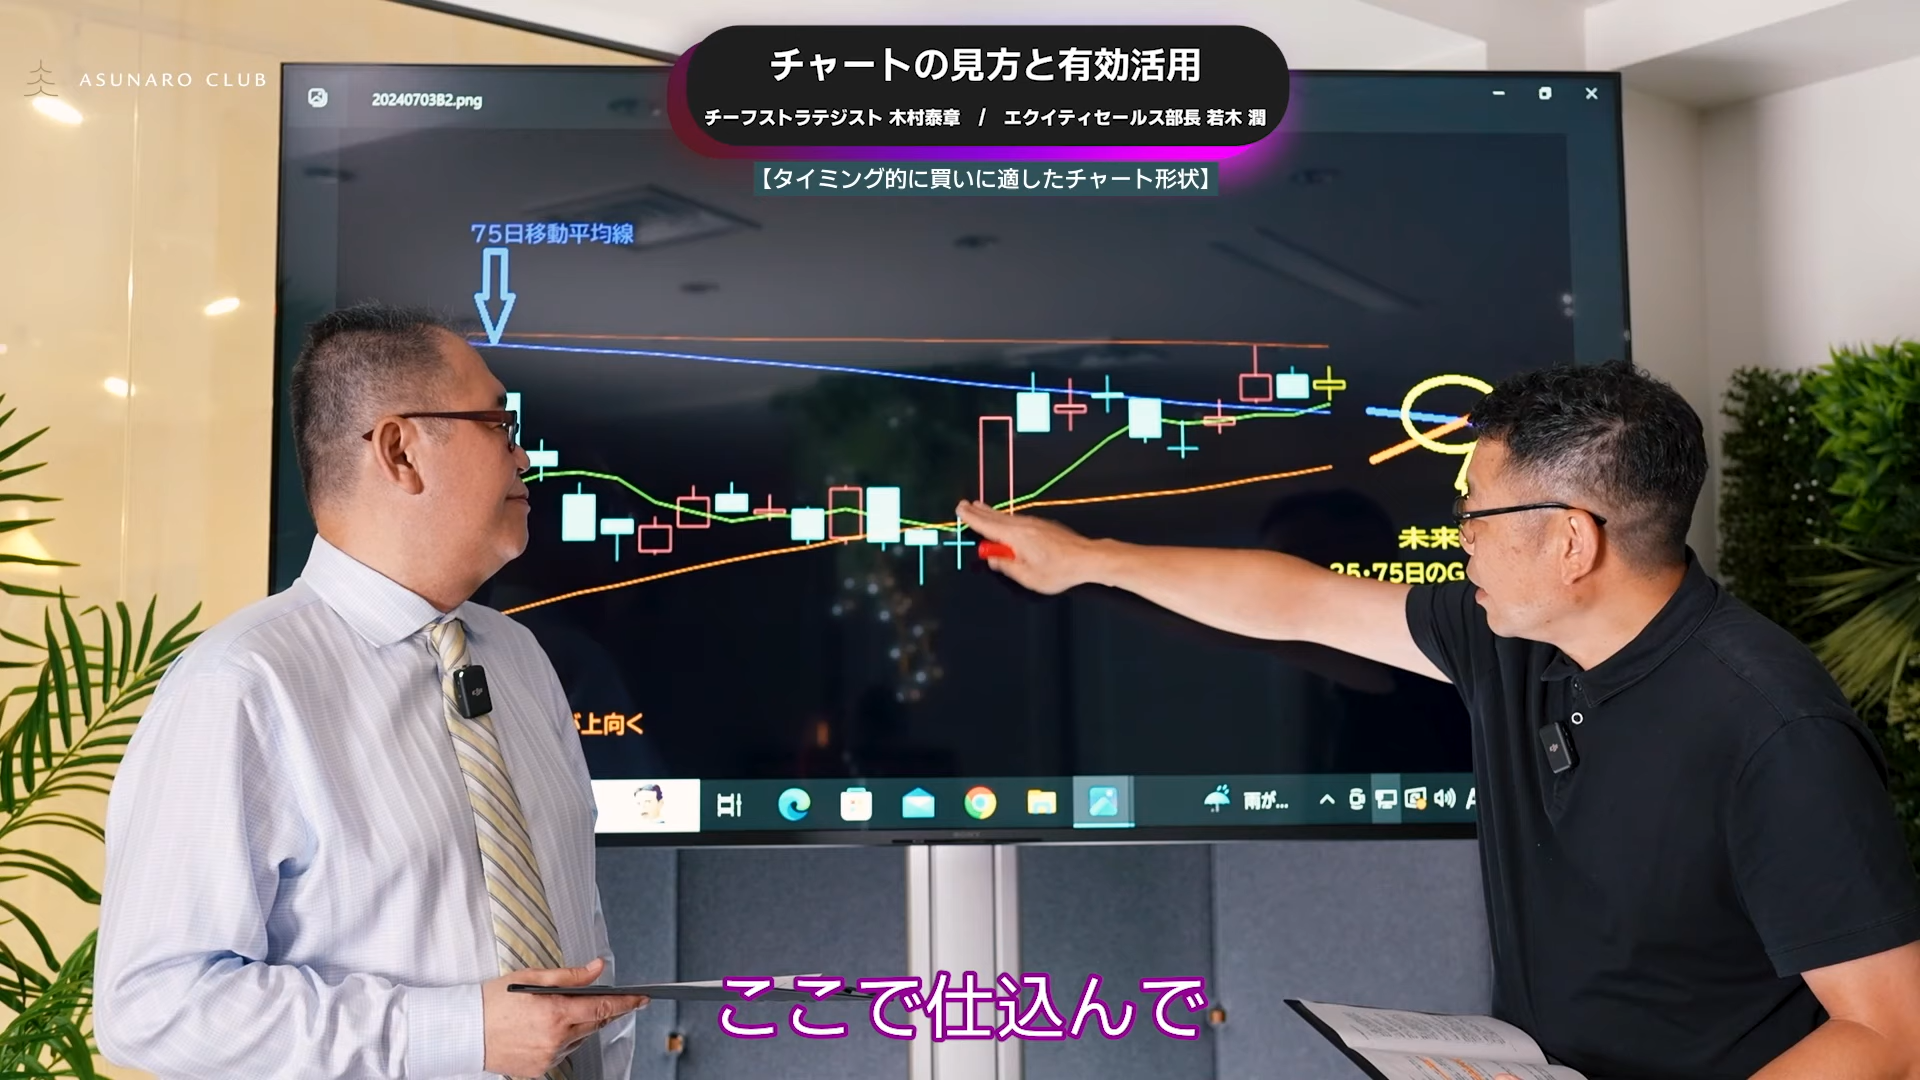 チャートの見方と有効活用
ASUNARO CLUB
20240703B2.png
チーフストラテジスト 木村泰章 / エクイティセールス部長 若木 潤
【タイミング的に買いに適したチャート形状】
75日移動平均線
未来
25・75日のG
が上向く
雨が...
SONY
ここで仕込んで